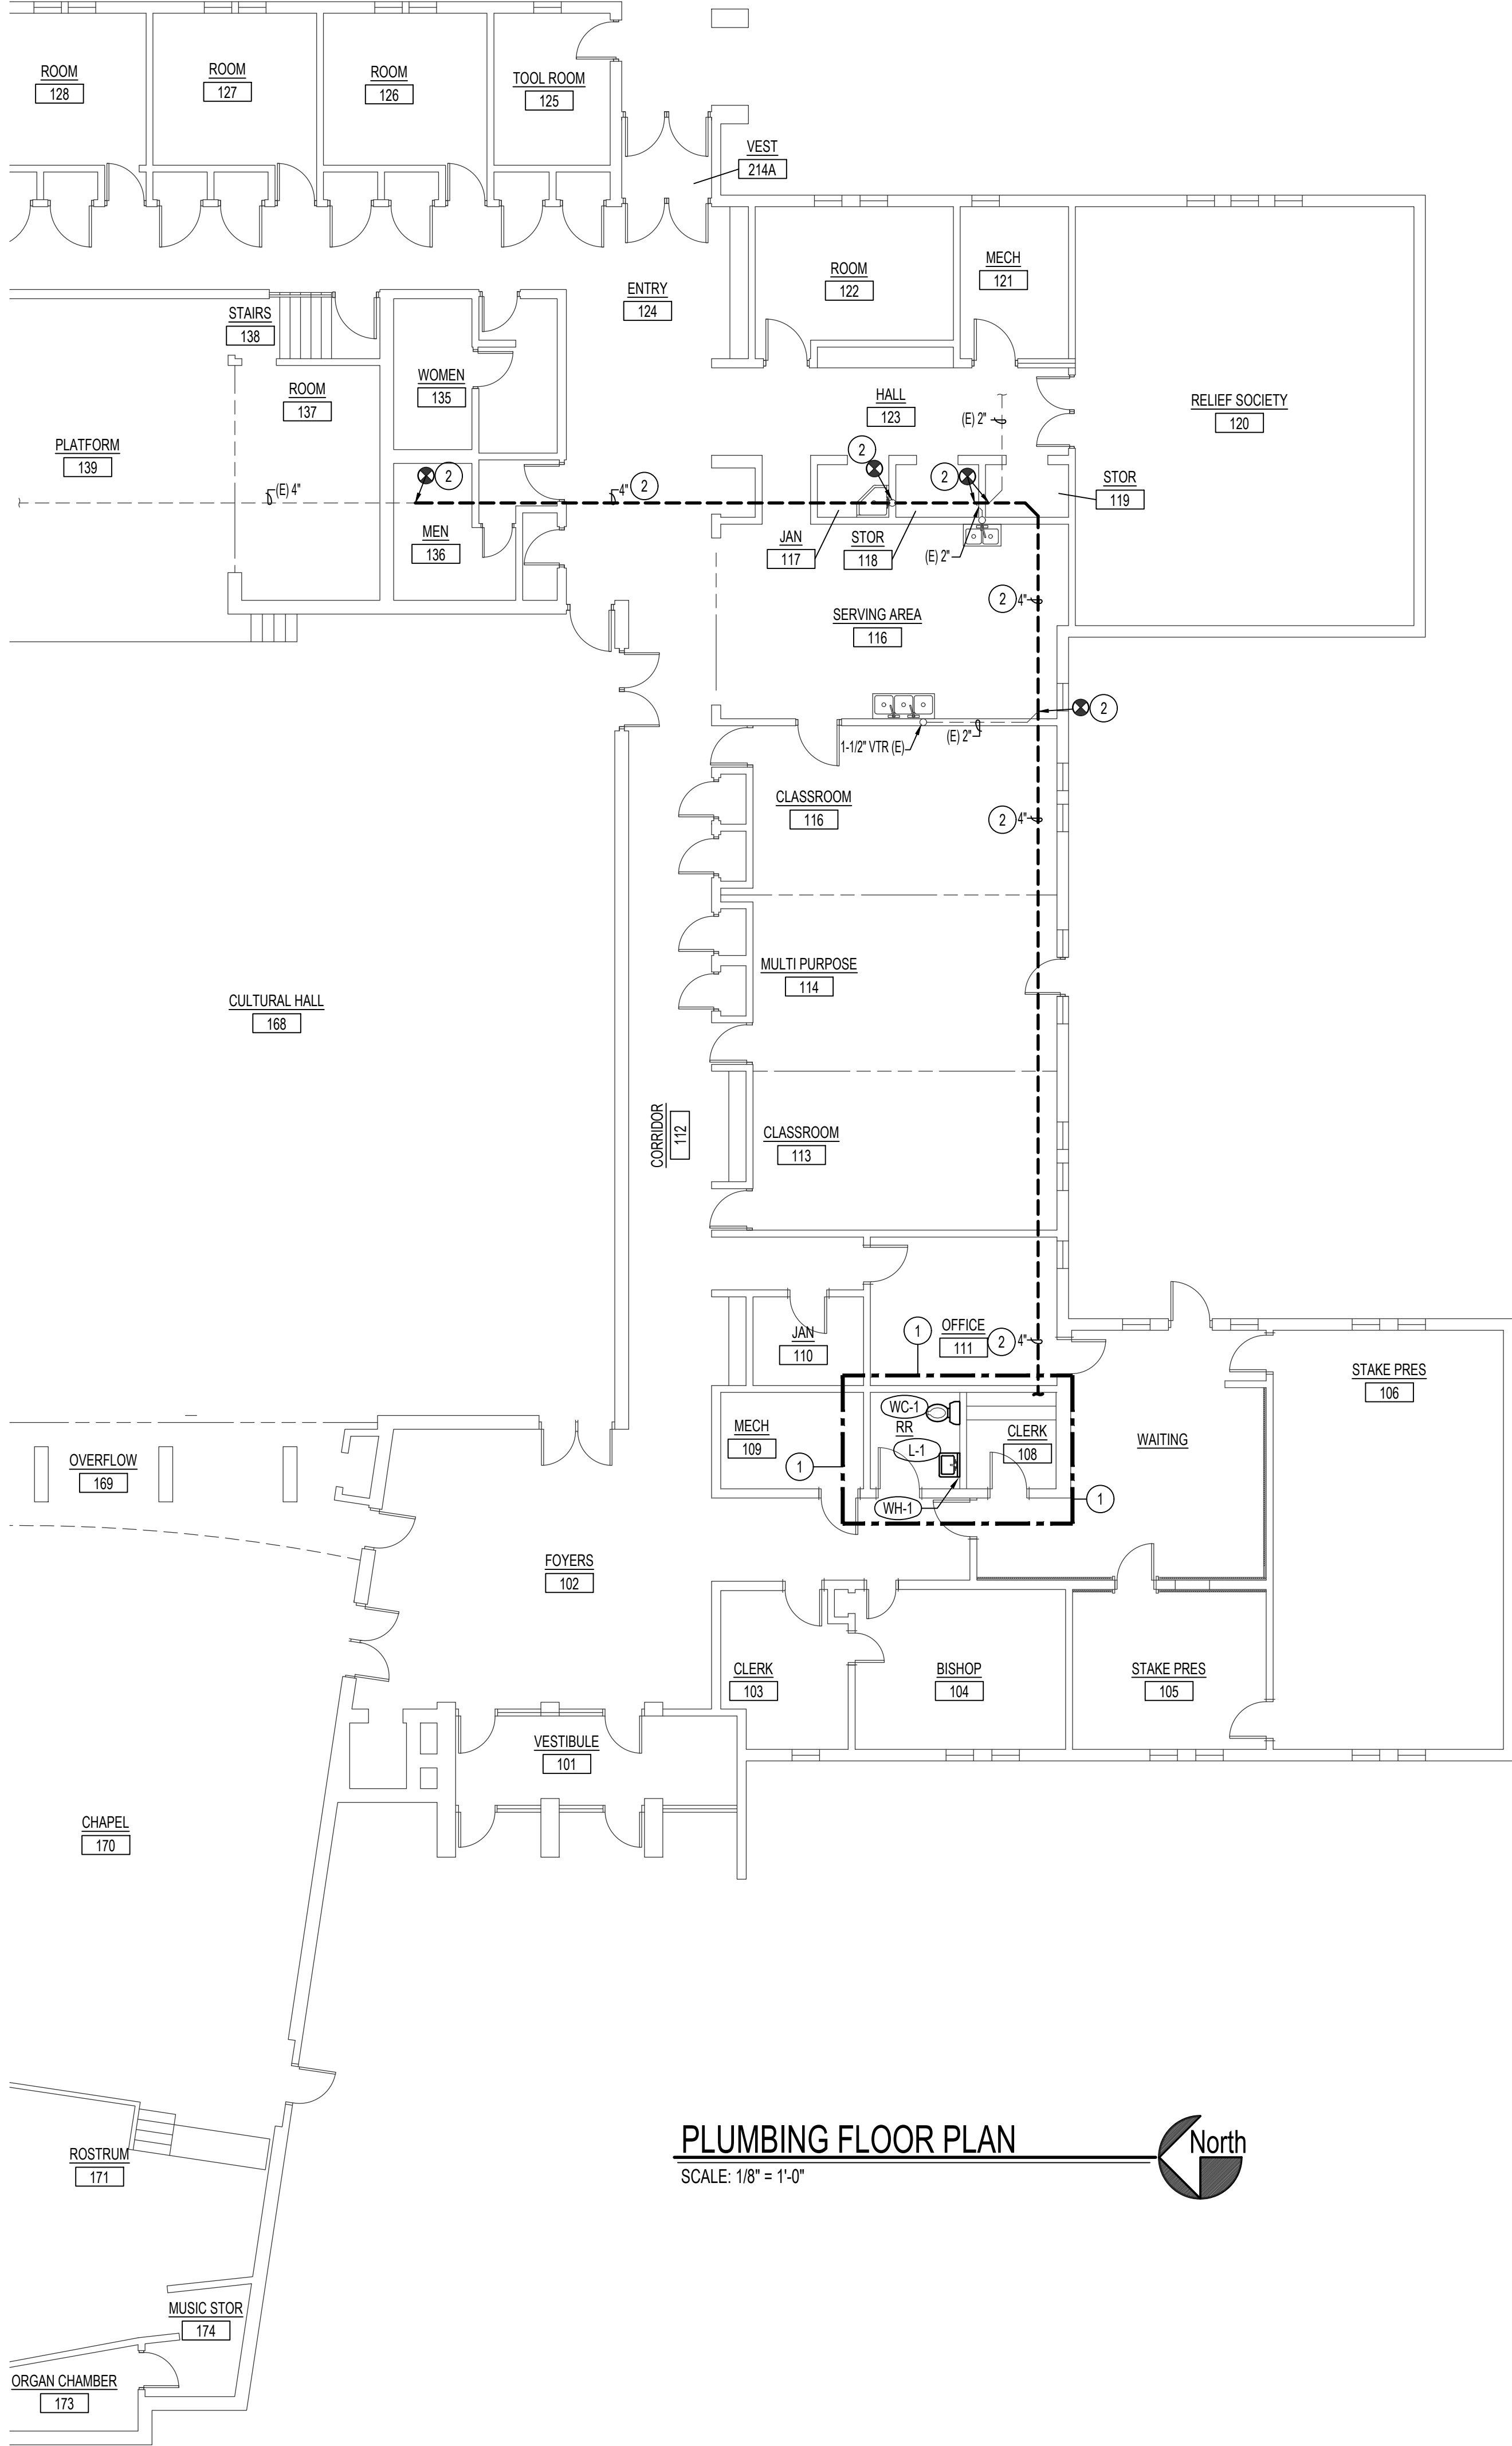 ROOM
128
ROOM
127
ROOM
126
TOOL ROOM
125
VEST
214A
ROOM
122
MECH
121
ENTRY
124
STAIRS
138
ROOM
137
WOMEN
135
HALL
123
(E) 2"
RELIEF SOCIETY
120
PLATFORM
139
(E) 4"
2
4"
2
2
2
STOR
119
MEN
136
JAN
117
STOR
118
(E) 2"
2
4"
SERVING AREA
116
2
1-1/2" VTR (E)
(E) 2"
CLASSROOM
116
2
4"
MULTI PURPOSE
114
CULTURAL HALL
168
CORRIDOR
112
CLASSROOM
113
JAN
110
1
OFFICE
111
2
4"
STAKE PRES
106
WC-1
RR
L-1
WH-1
MECH
109
CLERK
108
WAITING
1
1
OVERFLOW
169
FOYERS
102
CLERK
103
BISHOP
104
STAKE PRES
105
VESTIBULE
101
CHAPEL
170
PLUMBING FLOOR PLAN
SCALE: 1/8" = 1'-0"
North
ROSTRUM
171
MUSIC STOR
174
ORGAN CHAMBER
173